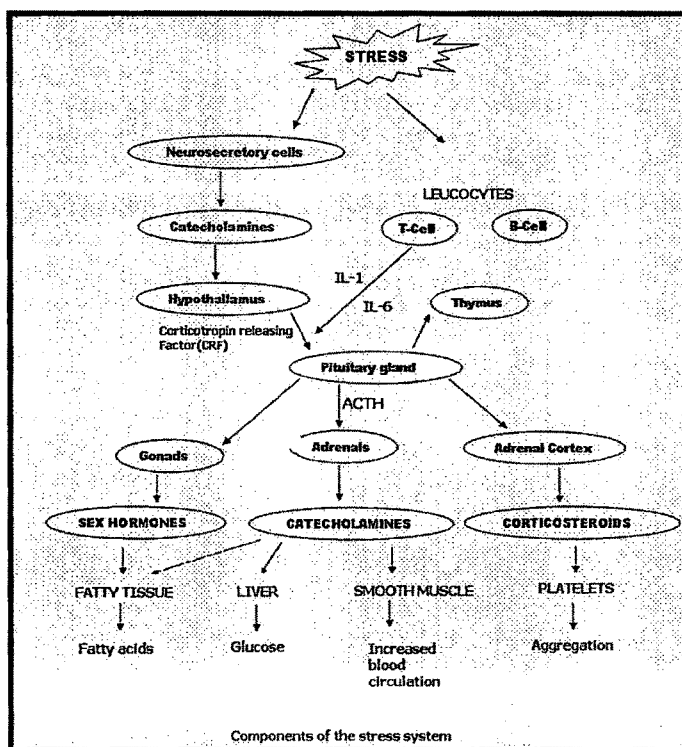 STRESS
Neurosecretory cells
LEUCOCYTES
Catecholamines
T-Cell
B-Cell
IL-1
Hypothallamus
IL-6
Thymus
Corticotropin releasing
Factor(CRF)
Pituitary gland
ACTH
Gonads
Adrenals
Adrenal Cortex
SEX HORMONES
CATECHOLAMINES
CORTICOSTEROIDS
FATTY TISSUE
LIVER
SMOOTH MUSCLE
PLATELETS
Fatty acids
Glucose
Increased
blood
circulation
Aggregation
Components of the stress system